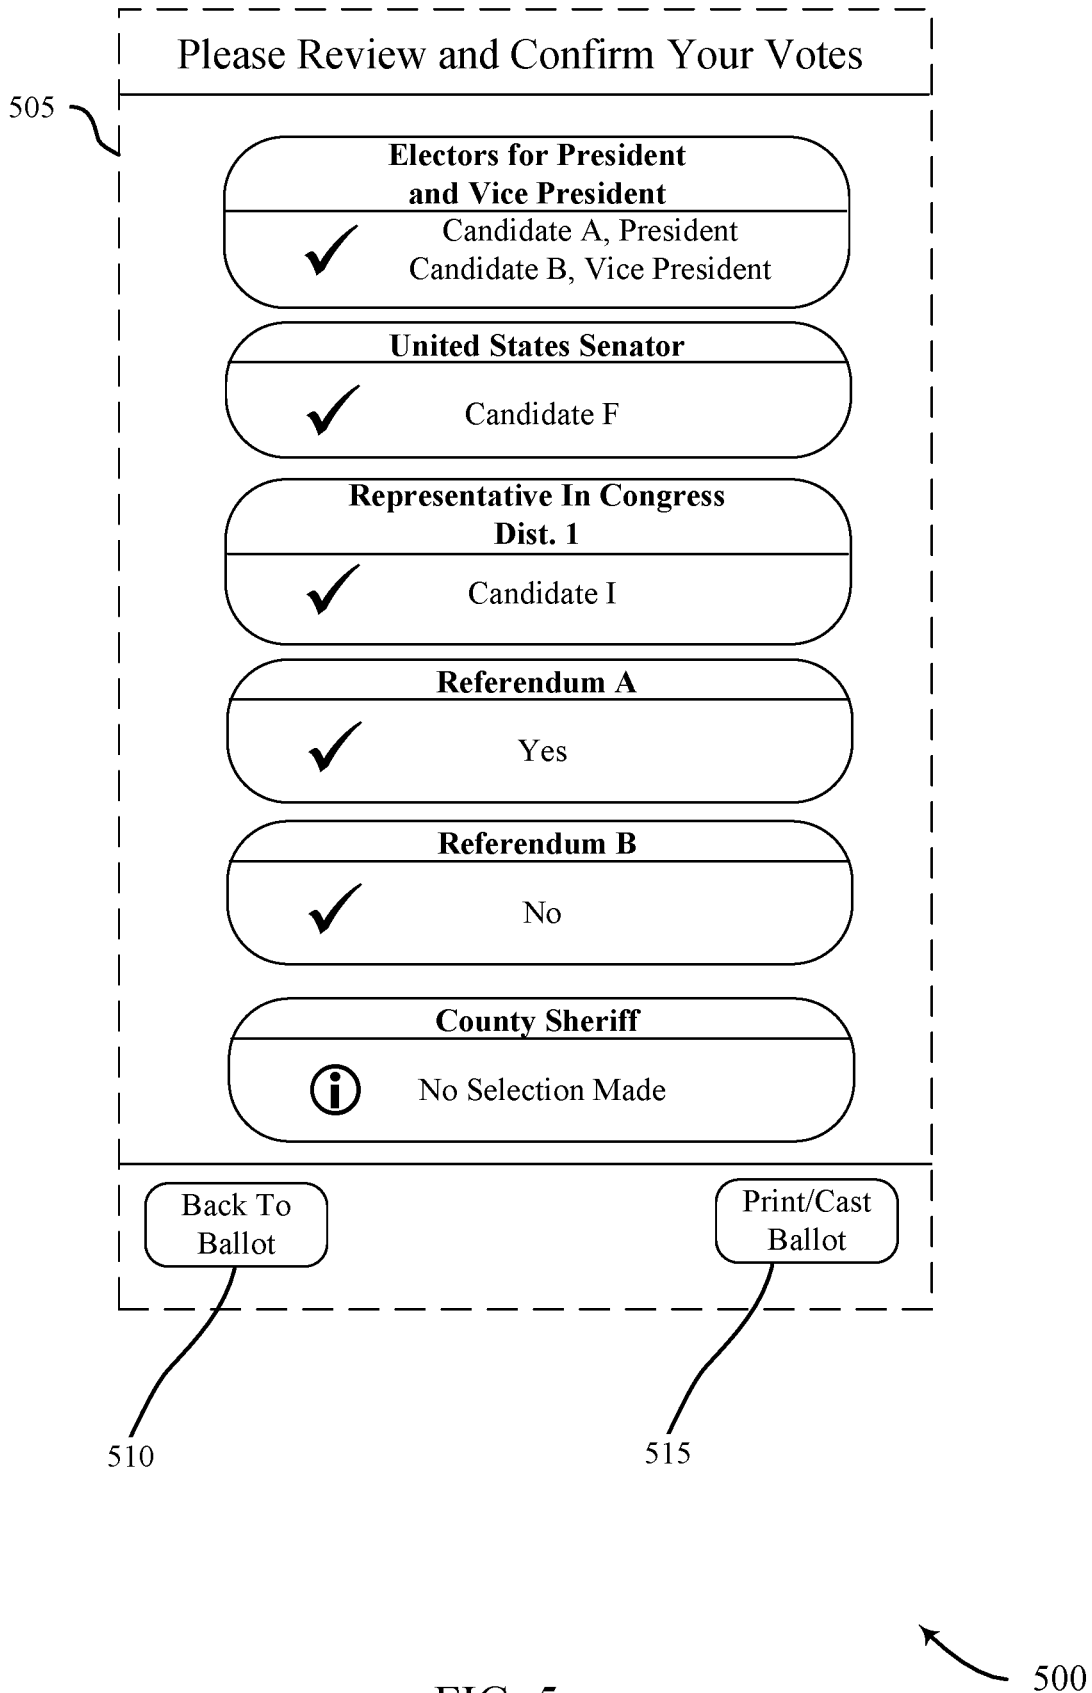 Please Review and Confirm Your Votes
505
Electors for President
and Vice President
Candidate A, President
Candidate B, Vice President
United States Senator
Candidate F
Representative In Congress
Dist. 1
Candidate I
Referendum A
Yes
Referendum B
No
County Sheriff
No Selection Made
Back To
Ballot
Print/Cast
Ballot
510
515
500
FIG. 5